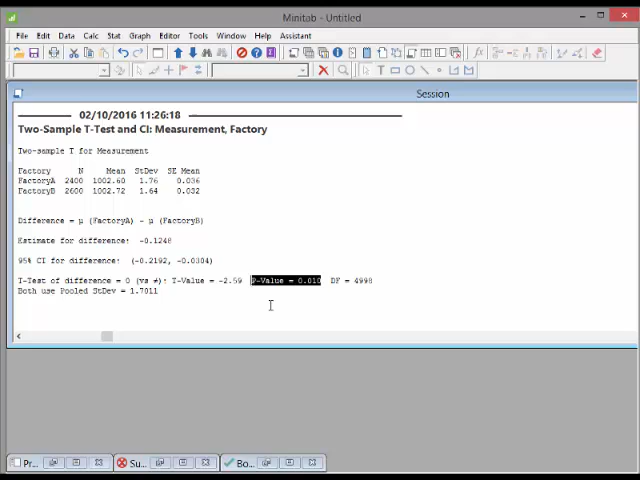 Minitab - Untitled
File Edit Data Calc Stat Graph Editor Tools Window Help Assistant
Session
02/10/2016 11:26:18
Two-Sample T-Test and CI: Measurement, Factory
Two-sample T for Measurement
Factory N Mean StDev SE Mean
FactoryA 2400 1002.60 1.76 0.036
FactoryB 2600 1002.72 1.64 0.032
Difference = μ (FactoryA) - μ (FactoryB)
Estimate for difference: -0.1248
95% CI for difference: (-0.2192, -0.0304)
T-Test of difference = 0 (vs ≠): T-Value = -2.59 P-Value = 0.010 DF = 4998
Both use Pooled StDev = 1.7011
Pr... Su... Bo...